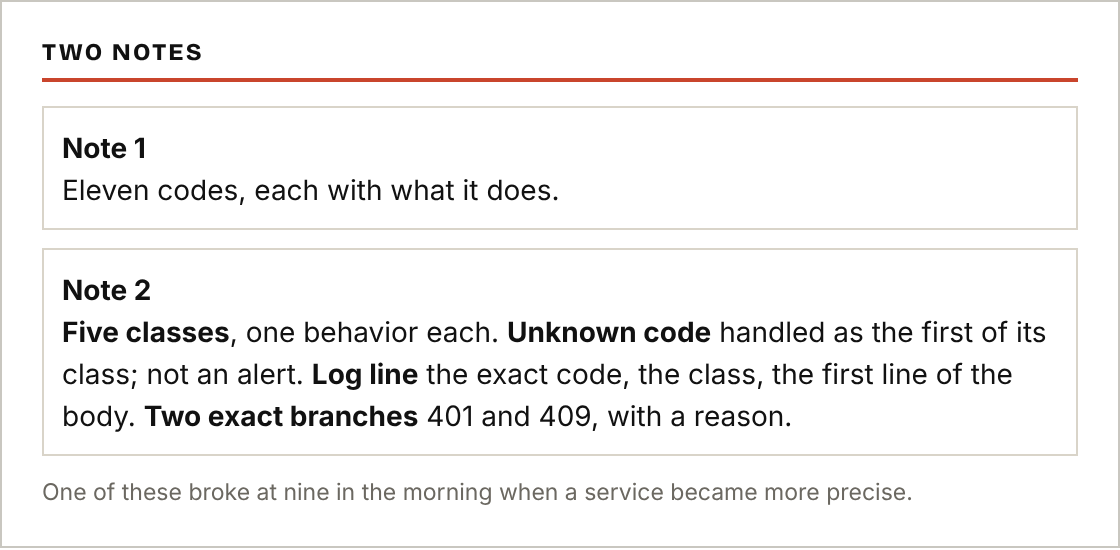 TWO NOTES
Note 1
Eleven codes, each with what it does.
Note 2
Five classes, one behavior each. Unknown code handled as the first of its
class; not an alert. Log line the exact code, the class, the first line of the
body. Two exact branches 401 and 409, with a reason.
One of these broke at nine in the morning when a service became more precise.